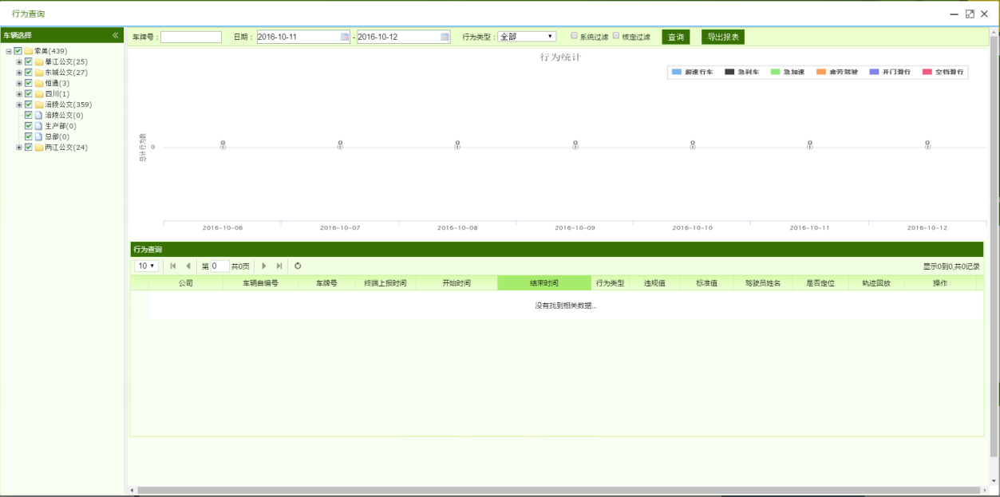 行为查询
车辆选择
索美(439)
綦江公交(25)
东城公交(27)
恒通(3)
四川(1)
涪陵公交(359)
涪陵公交(0)
生产部(0)
总部(0)
两江公交(24)
车牌号： 日期： 2016-10-11 - 2016-10-12 行为类型： 全部 系统过滤 核定过滤 查询 导出报表
行为统计
超速行车 急刹车 急加速 疲劳驾驶 开门滑行 空档滑行
总计行为数
0 0 0 0 0 0 0 0
2016-10-06 2016-10-07 2016-10-08 2016-10-09 2016-10-10 2016-10-11 2016-10-12
行为查询
10 第 0 共0页 显示0到0,共0记录
公司 车辆自编号 车牌号 终端上报时间 开始时间 结束时间 行为类型 违规值 标准值 驾驶员姓名 是否定位 轨迹回放 操作
没有找到相关数据...